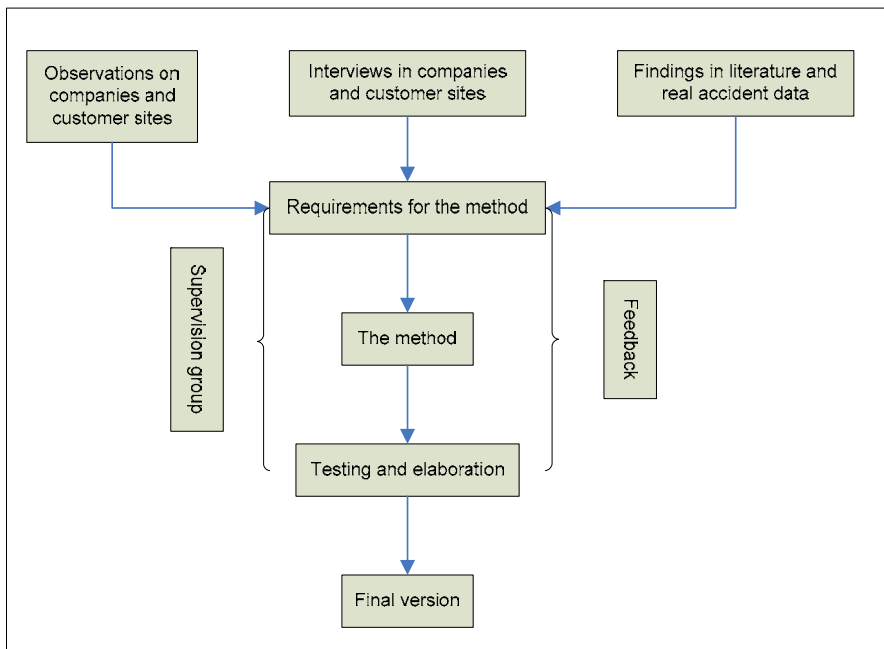 Observations on
companies and
customer sites
Interviews in companies
and customer sites
Findings in literature and
real accident data
Requirements for the method
Supervision group
Feedback
The method
Testing and elaboration
Final version